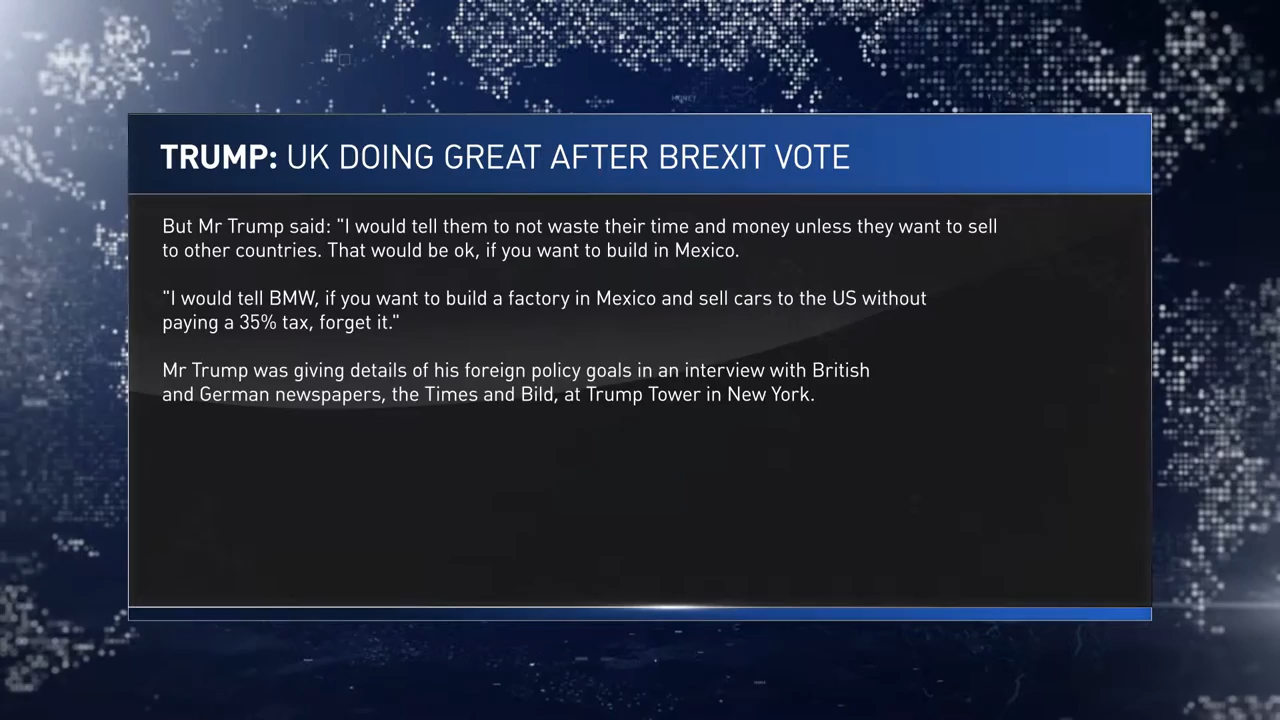 TRUMP: UK DOING GREAT AFTER BREXIT VOTE
But Mr Trump said: "I would tell them to not waste their time and money unless they want to sell
to other countries. That would be ok, if you want to build in Mexico.
"I would tell BMW, if you want to build a factory in Mexico and sell cars to the US without
paying a 35% tax, forget it."
Mr Trump was giving details of his foreign policy goals in an interview with British
and German newspapers, the Times and Bild, at Trump Tower in New York.